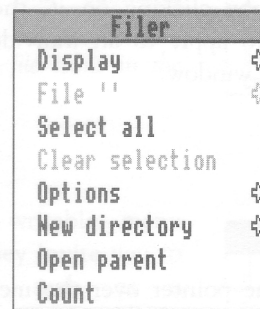 Filer
Display
File ''
Select all
Clear selection
Options
New directory
Open parent
Count